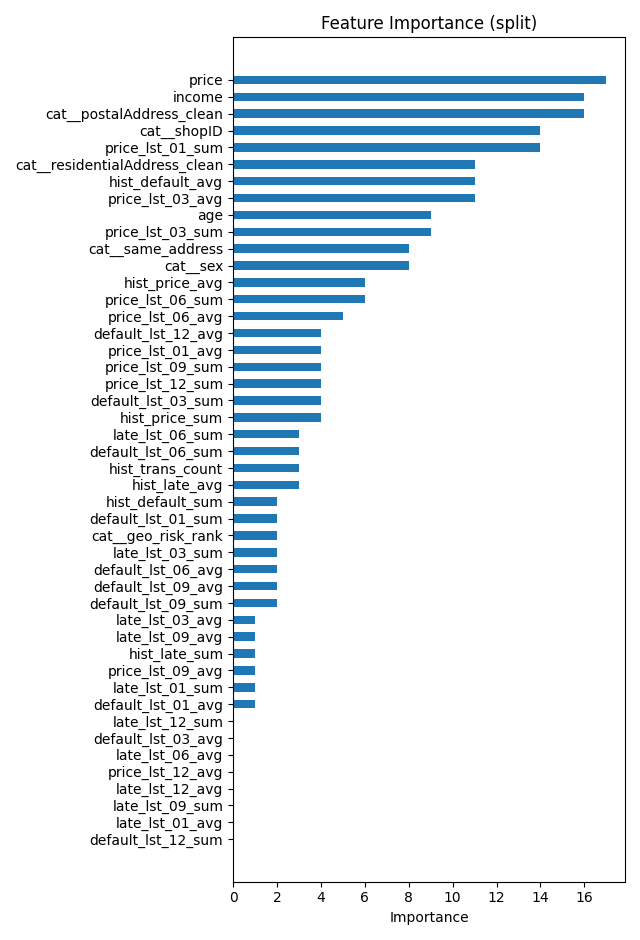 Feature Importance (split)
price
income
cat__postalAddress_clean
cat__shopID
price_lst_01_sum
cat__residentialAddress_clean
hist_default_avg
price_lst_03_avg
age
price_lst_03_sum
cat__same_address
cat__sex
hist_price_avg
price_lst_06_sum
price_lst_06_avg
default_lst_12_avg
price_lst_01_avg
price_lst_09_sum
price_lst_12_sum
default_lst_03_sum
hist_price_sum
late_lst_06_sum
default_lst_06_sum
hist_trans_count
hist_late_avg
hist_default_sum
default_lst_01_sum
cat__geo_risk_rank
late_lst_03_sum
default_lst_06_avg
default_lst_09_avg
default_lst_09_sum
late_lst_03_avg
late_lst_09_avg
hist_late_sum
price_lst_09_avg
late_lst_01_sum
default_lst_01_avg
late_lst_12_sum
default_lst_03_avg
late_lst_06_avg
price_lst_12_avg
late_lst_12_avg
late_lst_09_sum
late_lst_01_avg
default_lst_12_sum
0 2 4 6 8 10 12 14 16
Importance